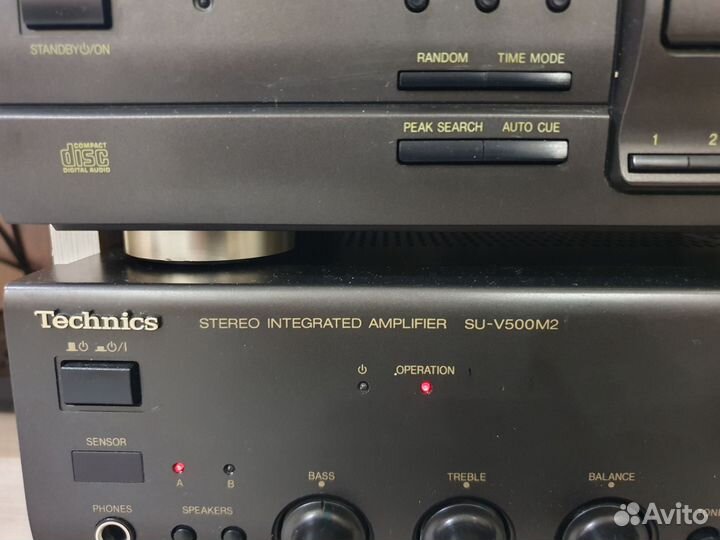 STANDBY⏻/ON
RANDOM TIME MODE
PEAK SEARCH AUTO CUE
COMPACT
disc
DIGITAL AUDIO
1 2
Technics STEREO INTEGRATED AMPLIFIER SU-V500M2
⏻ ⏻/I
⏻ OPERATION
SENSOR
A B
BASS TREBLE BALANCE
PHONES SPEAKERS
Avito